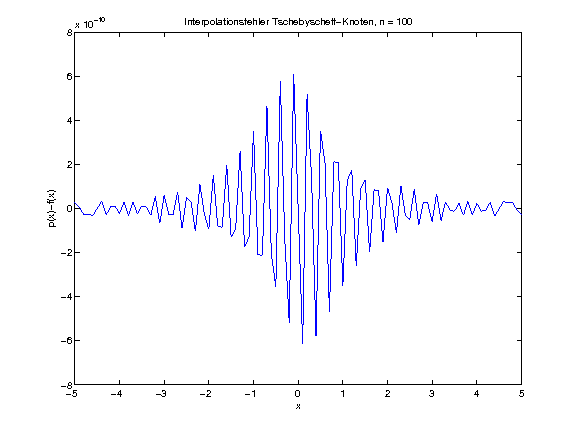 Interpolationsfehler Tschebyscheff-Knoten, n = 100
x 10^-10
8
6
4
2
0
-2
-4
-6
-8
p(x)-f(x)
-5 -4 -3 -2 -1 0 1 2 3 4 5
x